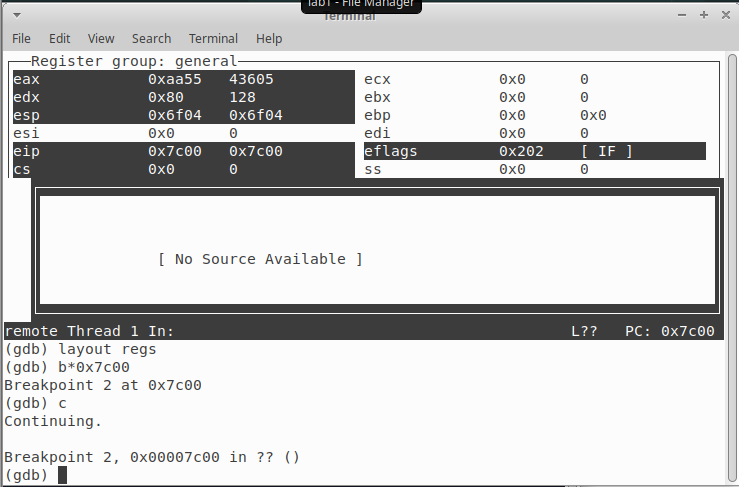 lab1 - File Manager
Terminal
File Edit View Search Terminal Help
Register group: general
eax 0xaa55 43605 ecx 0x0 0
edx 0x80 128 ebx 0x0 0
esp 0x6f04 0x6f04 ebp 0x0 0x0
esi 0x0 0 edi 0x0 0
eip 0x7c00 0x7c00 eflags 0x202 [ IF ]
cs 0x0 0 ss 0x0 0
[ No Source Available ]
remote Thread 1 In: L?? PC: 0x7c00
(gdb) layout regs
(gdb) b*0x7c00
Breakpoint 2 at 0x7c00
(gdb) c
Continuing.
Breakpoint 2, 0x00007c00 in ?? ()
(gdb)